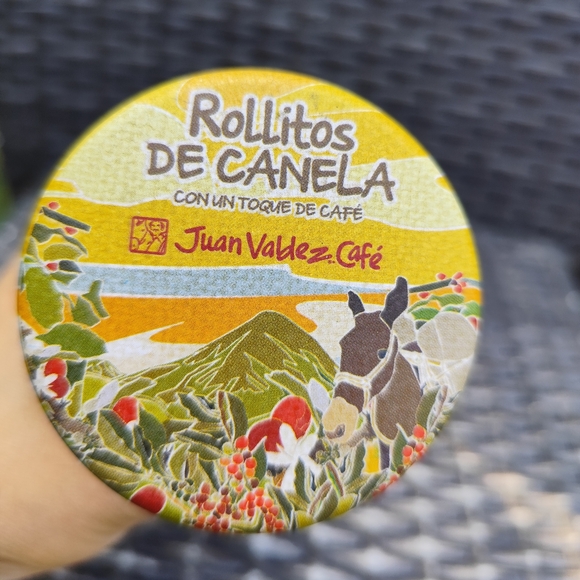 Rollitos
DE CANELA
CON UN TOQUE DE CAFÉ
Juan Valdez. Café